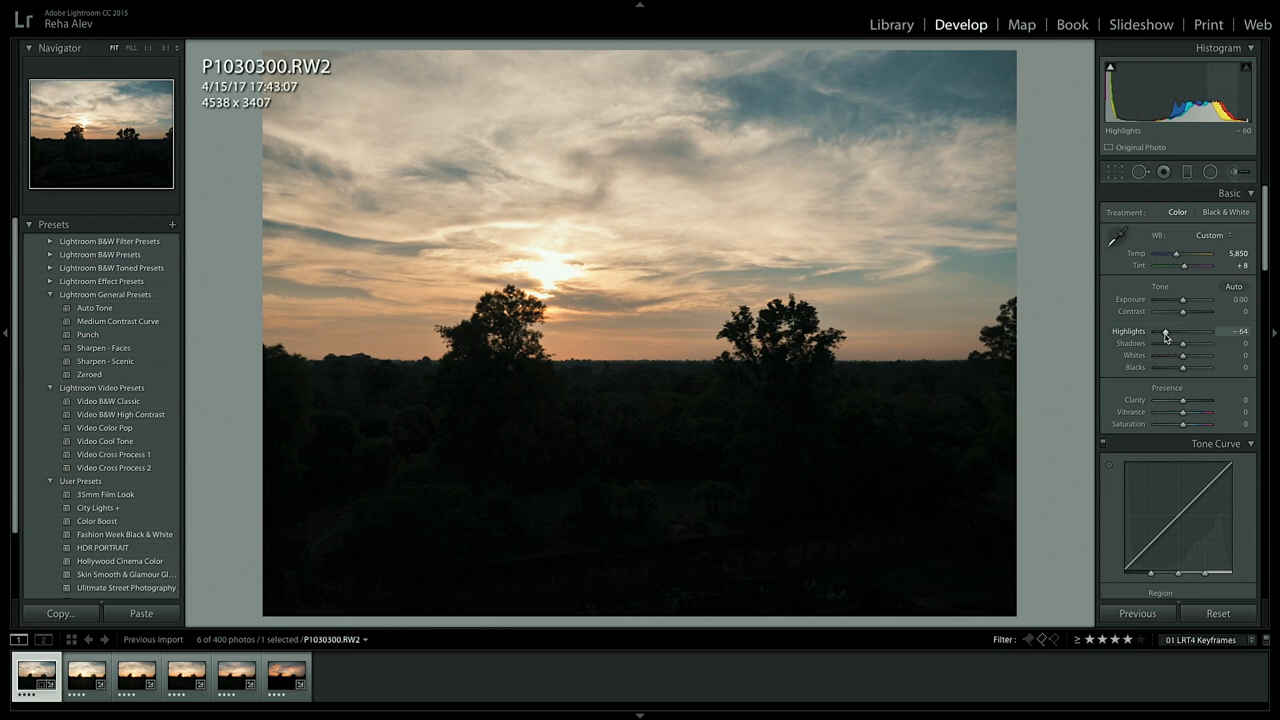 Lr
Adobe Lightroom CC 2015
Reha Alev
Library | Develop | Map | Book | Slideshow | Print | Web
Navigator FIT FILL 1:1 3:1
P1030300.RW2
4/15/17 17:43:07
4538 x 3407
Presets +
Lightroom B&W Filter Presets
Lightroom B&W Presets
Lightroom B&W Toned Presets
Lightroom Effect Presets
Lightroom General Presets
Auto Tone
Medium Contrast Curve
Punch
Sharpen - Faces
Sharpen - Scenic
Zeroed
Lightroom Video Presets
Video B&W Classic
Video B&W High Contrast
Video Color Pop
Video Cool Tone
Video Cross Process 1
Video Cross Process 2
User Presets
35mm Film Look
City Lights +
Color Boost
Fashion Week Black & White
HDR PORTRAIT
Hollywood Cinema Color
Skin Smooth & Glamour Gl...
Ulitmate Street Photography
Copy... Paste
Histogram
Highlights - 60
Original Photo
Basic
Treatment : Color Black & White
WB : Custom
Temp 5,850
Tint + 8
Tone Auto
Exposure 0.00
Contrast 0
Highlights - 64
Shadows 0
Whites 0
Blacks 0
Presence
Clarity 0
Vibrance 0
Saturation 0
Tone Curve
Region
Previous Reset
1 2 Previous Import 6 of 400 photos / 1 selected / P1030300.RW2 Filter : ≥ ★★★★★ 01 LRT4 Keyframes